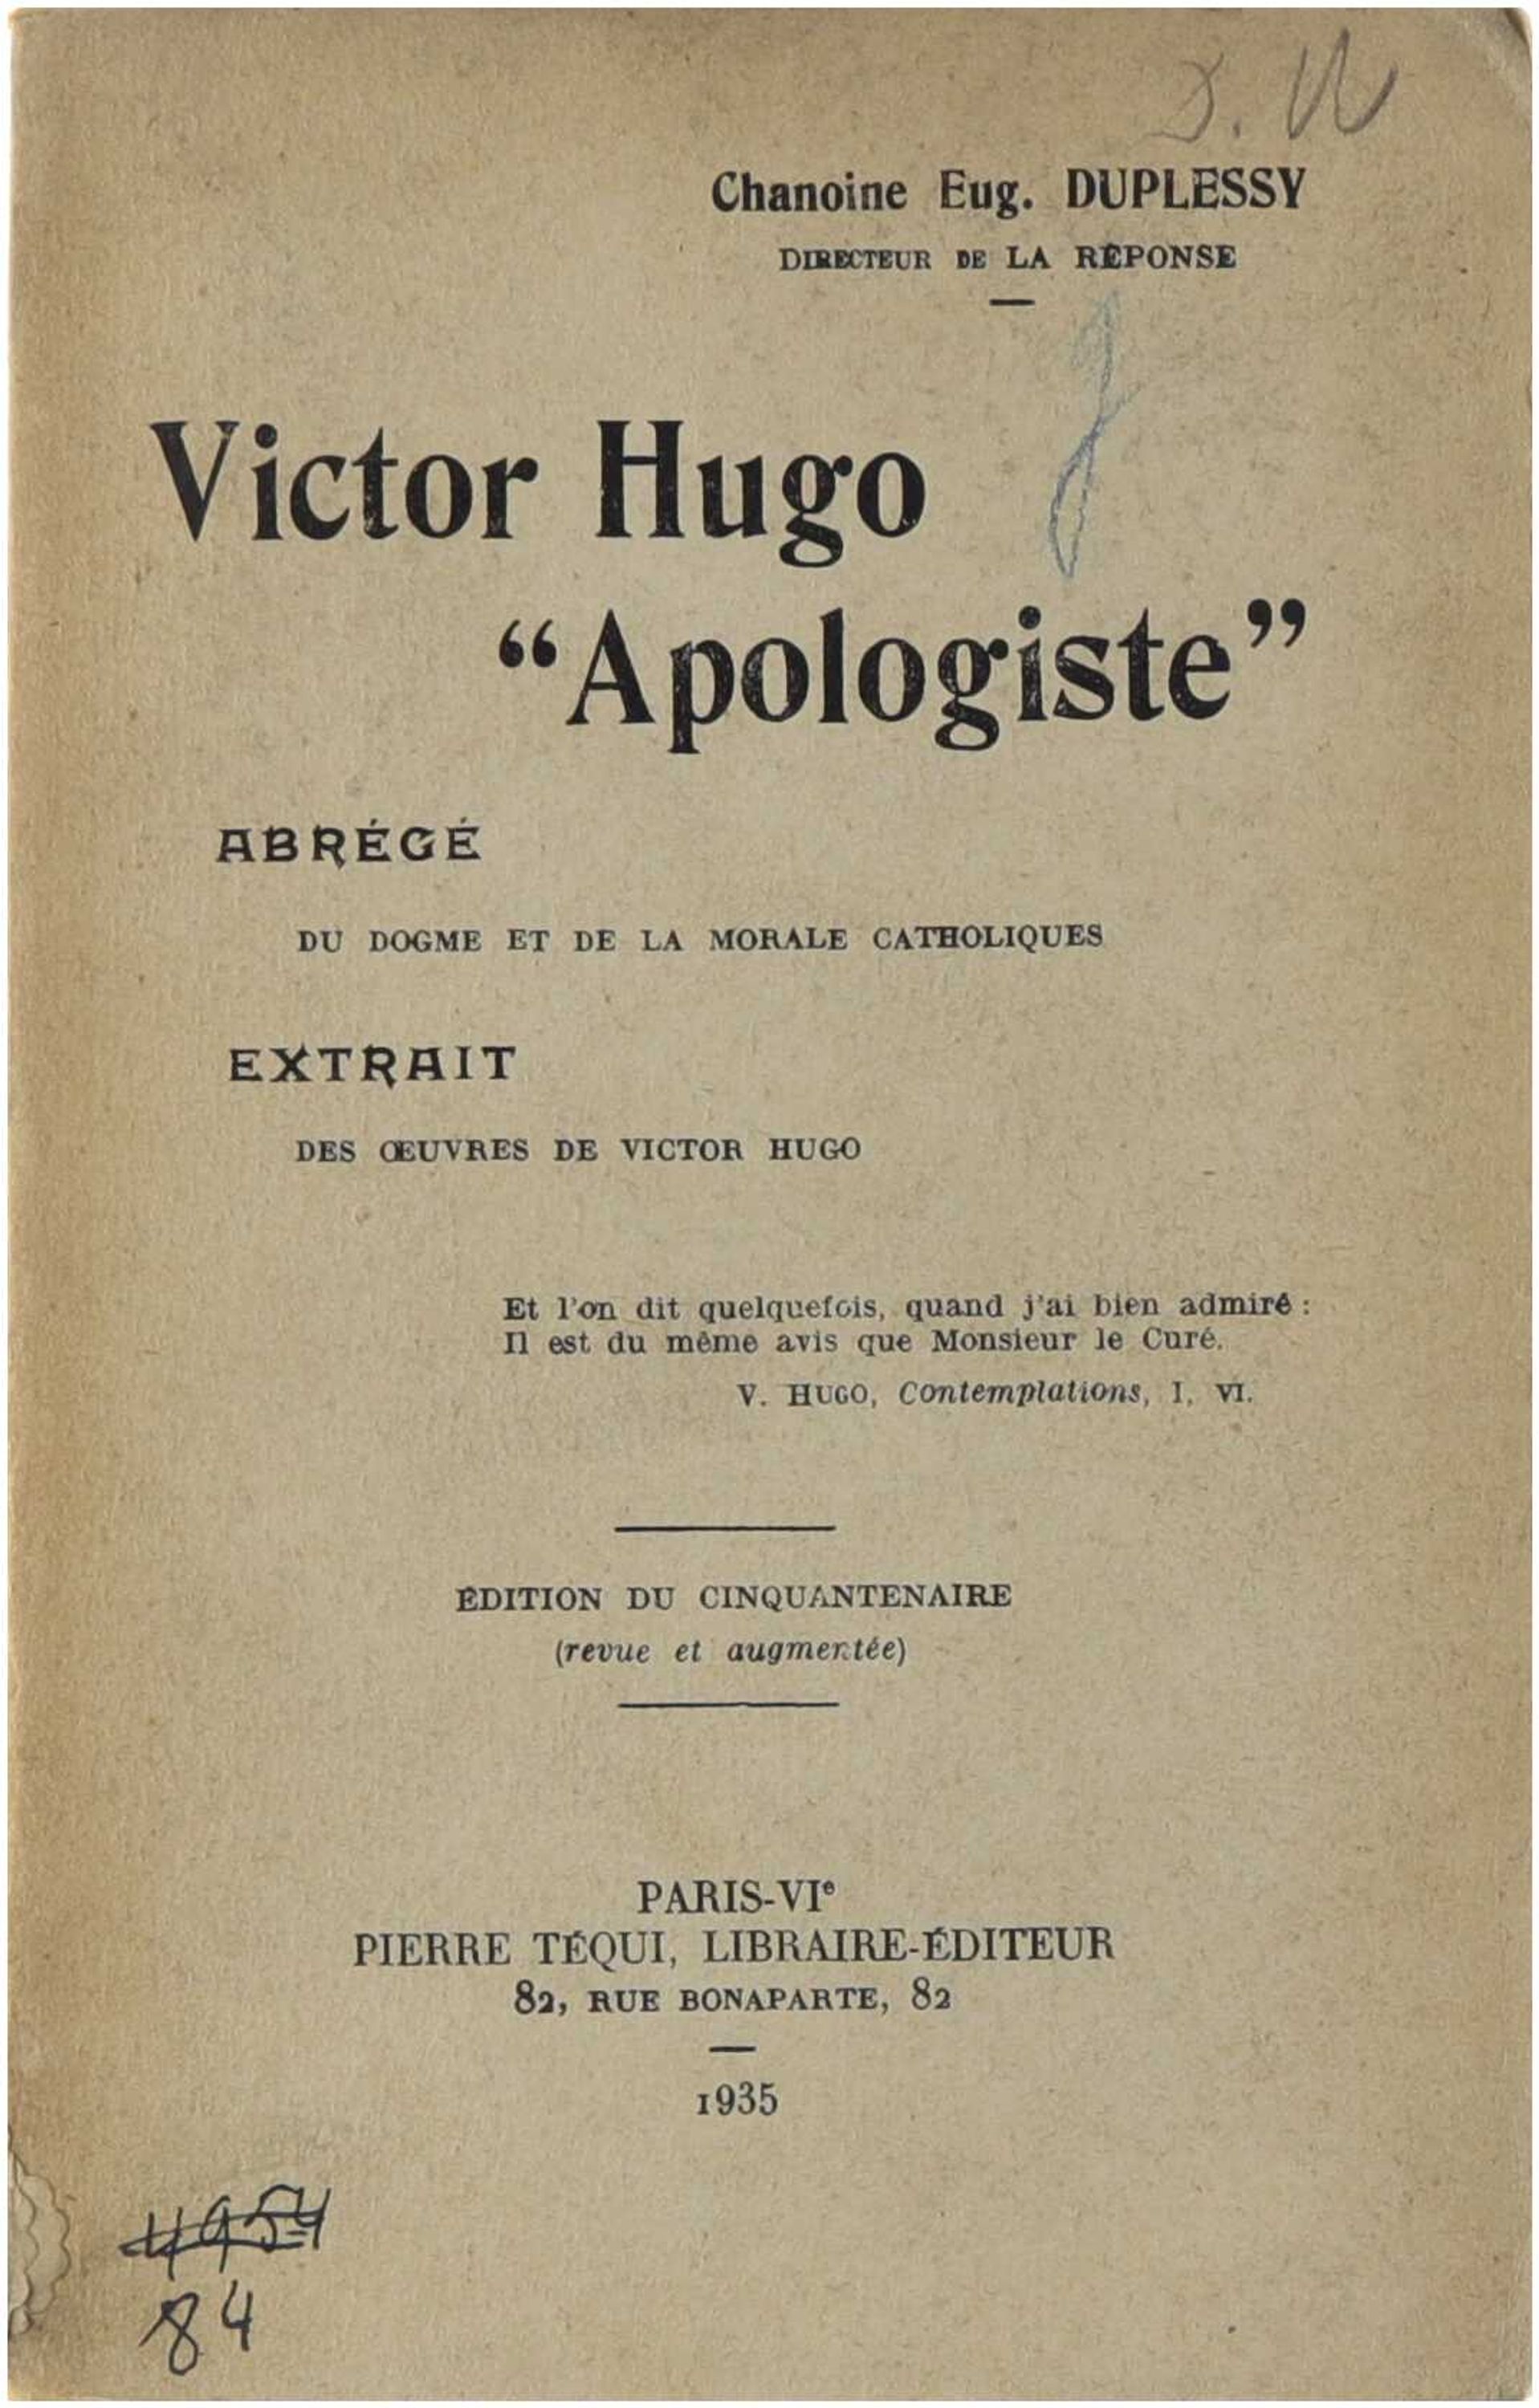 Chanoine Eug. DUPLESSY
DIRECTEUR DE LA RÉPONSE
Victor Hugo
“Apologiste”
ABRÉGÉ
DU DOGME ET DE LA MORALE CATHOLIQUES
EXTRAIT
DES ŒUVRES DE VICTOR HUGO
Et l'on dit quelquefois, quand j'ai bien admiré :
Il est du même avis que Monsieur le Curé.
V. HUGO, Contemplations, I, VI.
ÉDITION DU CINQUANTENAIRE
(revue et augmentée)
PARIS-VIe
PIERRE TÉQUI, LIBRAIRE-ÉDITEUR
82, RUE BONAPARTE, 82
1935
4954
84